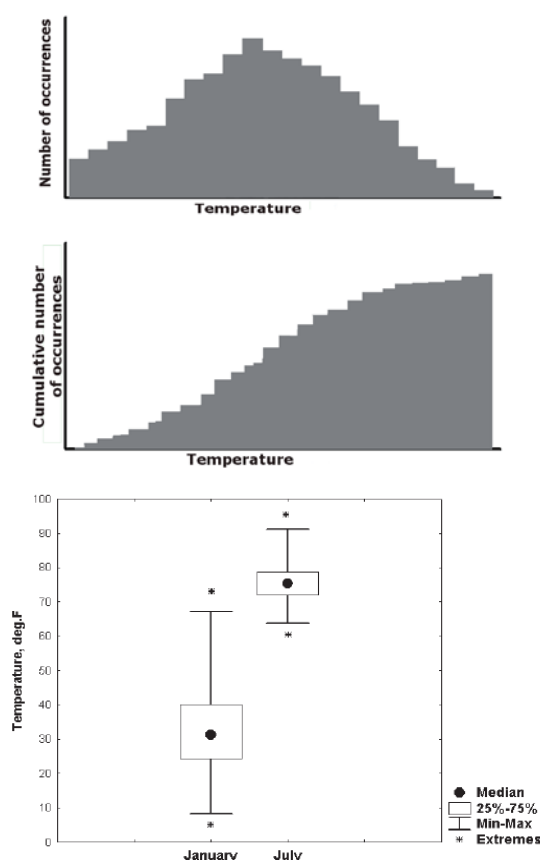 Number of occurrences
Temperature
Cumulative number
of occurrences
Temperature
Temperature, deg.F
100
90
80
70
60
50
40
30
20
10
0
January
July
Median
25%-75%
Min-Max
Extremes